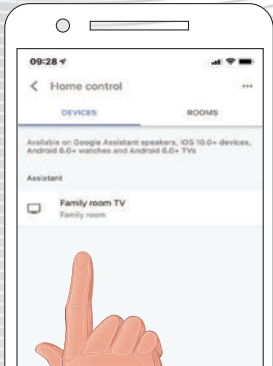 09:28
Home control
...
DEVICES ROOMS
Available on Google Assistant speakers, iOS 10.0+ devices,
Android 6.0+ watches and Android 6.0+ TVs
Assistant
Family room TV
Family room